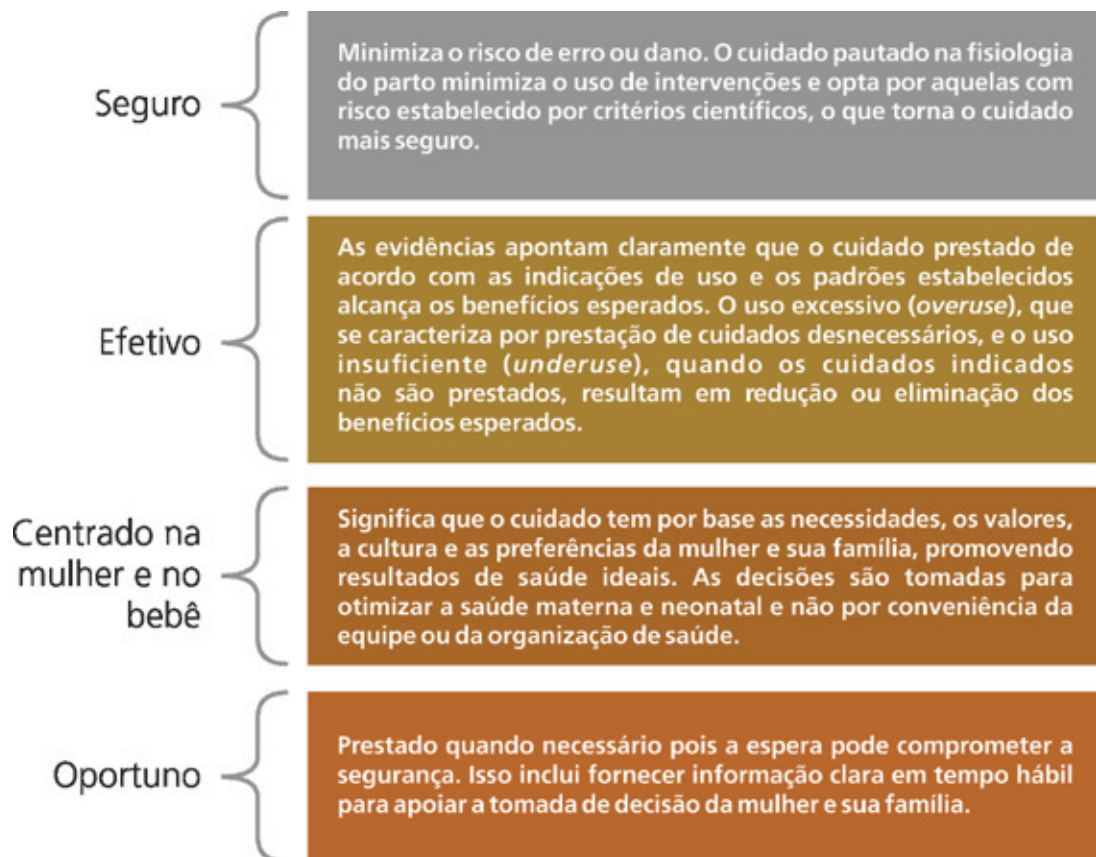 Seguro
Minimiza o risco de erro ou dano. O cuidado pautado na fisiologia
do parto minimiza o uso de intervenções e opta por aquelas com
risco estabelecido por critérios científicos, o que torna o cuidado
mais seguro.
Efetivo
As evidências apontam claramente que o cuidado prestado de
acordo com as indicações de uso e os padrões estabelecidos
alcança os benefícios esperados. O uso excessivo (overuse), que
se caracteriza por prestação de cuidados desnecessários, e o uso
insuficiente (underuse), quando os cuidados indicados
não são prestados, resultam em redução ou eliminação dos
benefícios esperados.
Centrado na
mulher e no
bebê
Significa que o cuidado tem por base as necessidades, os valores,
a cultura e as preferências da mulher e sua família, promovendo
resultados de saúde ideais. As decisões são tomadas para
otimizar a saúde materna e neonatal e não por conveniência da
equipe ou da organização de saúde.
Oportuno
Prestado quando necessário pois a espera pode comprometer a
segurança. Isso inclui fornecer informação clara em tempo hábil
para apoiar a tomada de decisão da mulher e sua família.